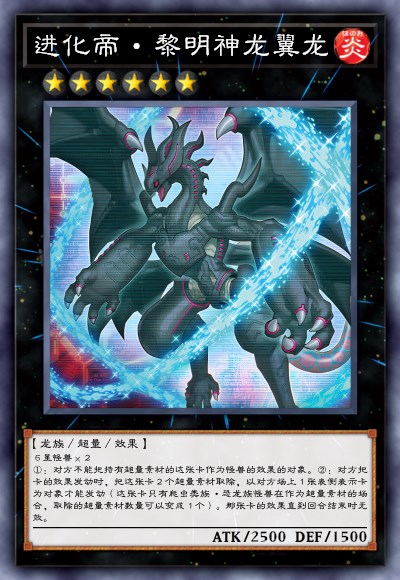 进化帝·黎明神龙翼龙
炎
ほのお
【龙族/超量/效果】
6星怪兽×2
①：对方不能把持有超量素材的这张卡作为怪兽的效果的对象。②：对方把
卡的效果发动时，把这张卡2个超量素材取除，以对方场上1张表侧表示卡
为对象才能发动（这张卡只有爬虫类族·恐龙族怪兽在作为超量素材的场
合，取除的超量素材数量可以变成1个）。那张卡的效果直到回合结束时无
效。
ATK/2500 DEF/1500